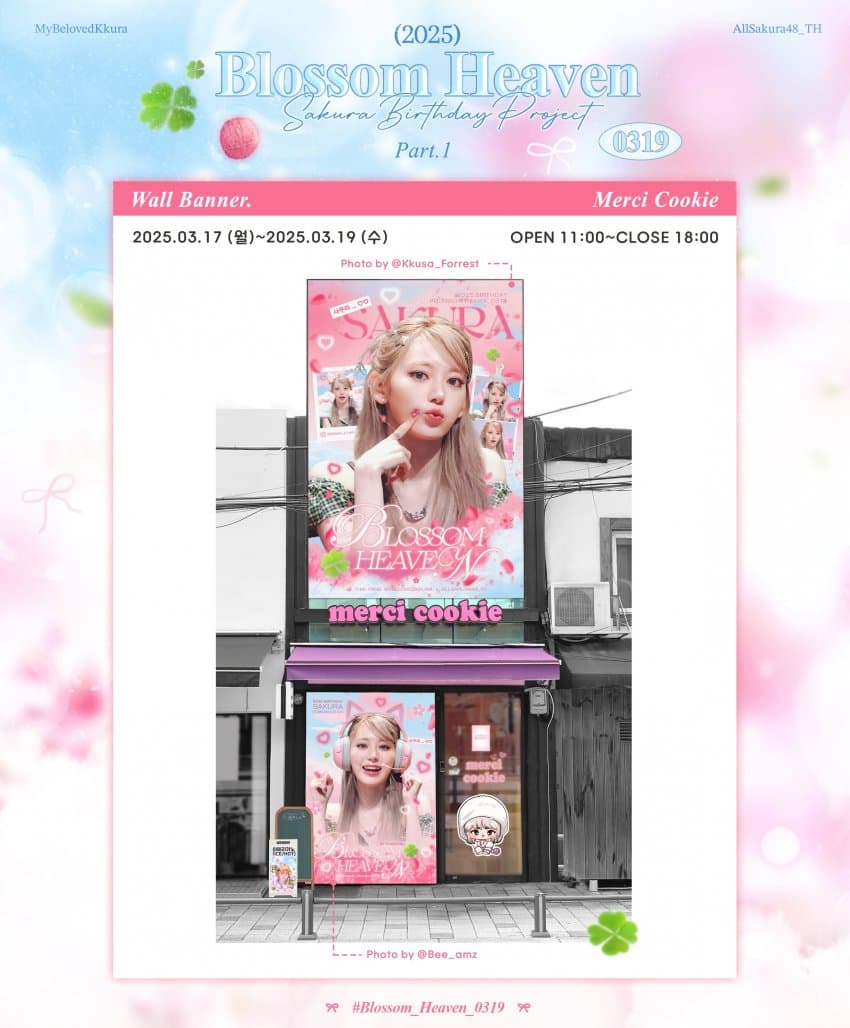 MyBelovedKkura
AllSakura48_TH
(2025)
Blossom Heaven
Sakura Birthday Project
0319
Part.1
Wall Banner.
Merci Cookie
2025.03.17 (월)~2025.03.19 (수)
OPEN 11:00~CLOSE 18:00
Photo by @Kkusa_Forrest
SAKURA
BLOSSOM
HEAVEN
merci cookie
SAKURA
merci
cookie
BLOSSOM
HEAVEN
Photo by @Bee_amz
#Blossom_Heaven_0319